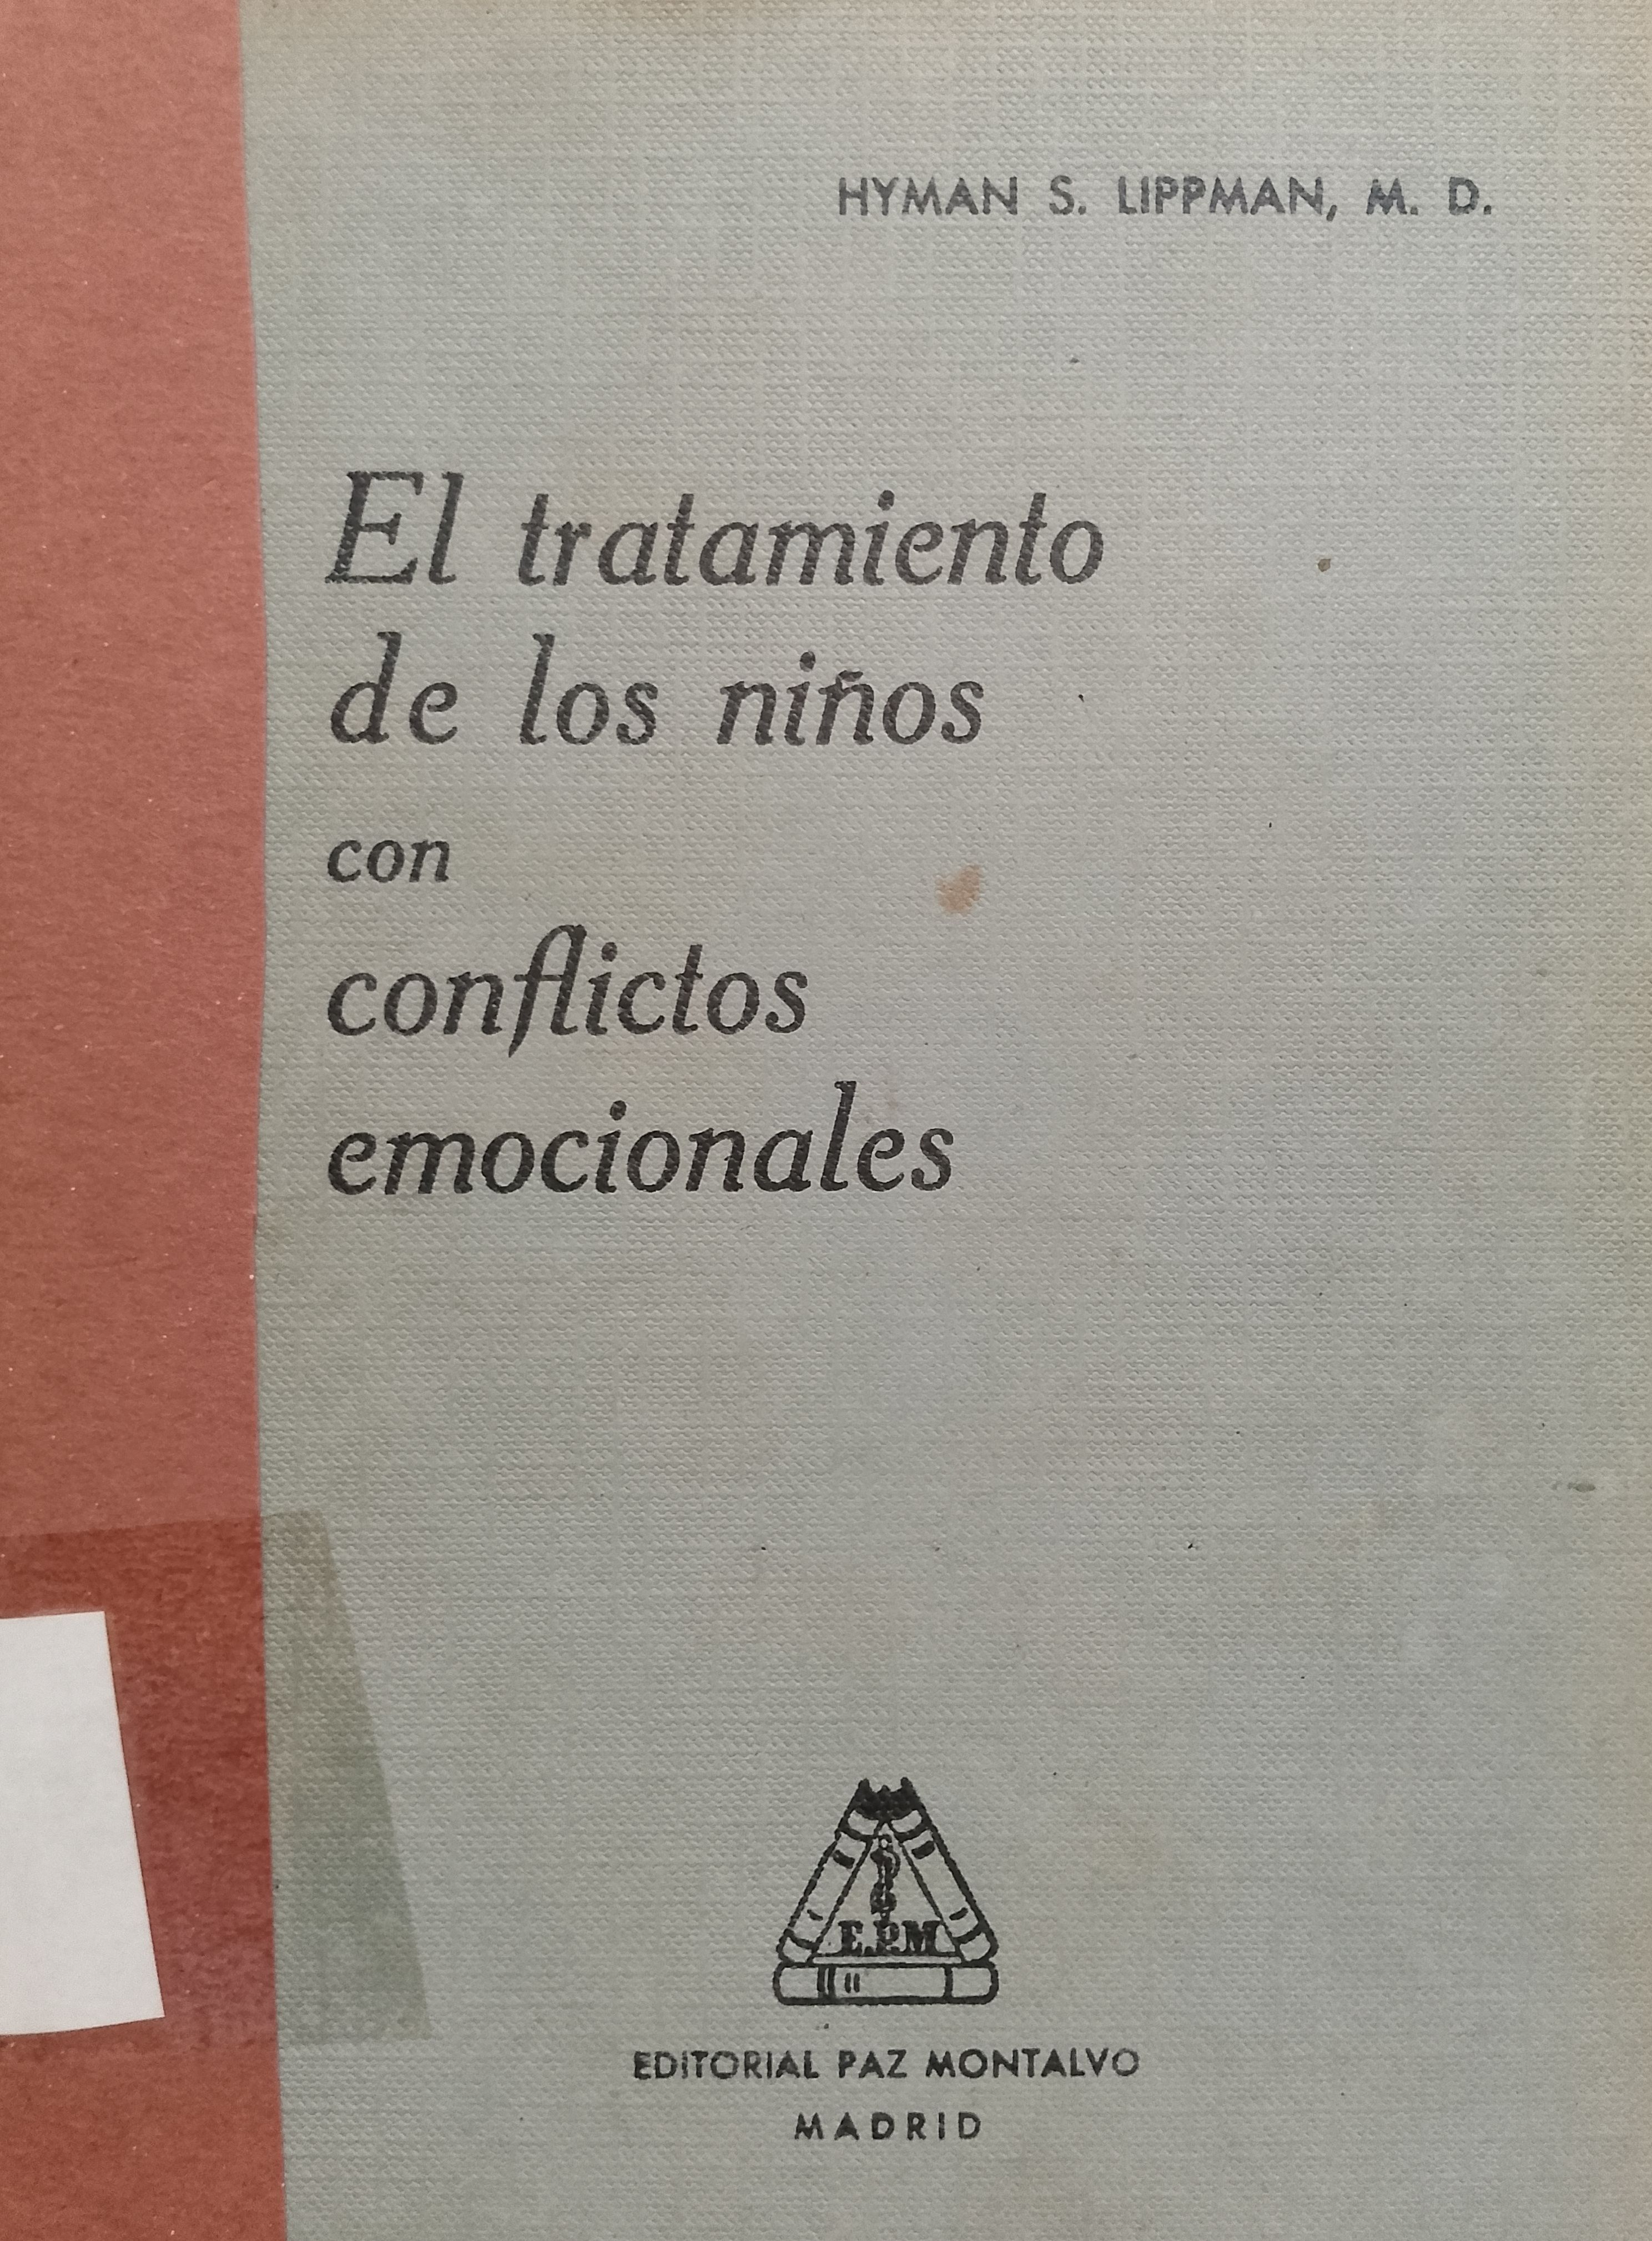 HYMAN S. LIPPMAN, M. D.
El tratamiento
de los niños
con
conflictos
emocionales
E.P.M
EDITORIAL PAZ MONTALVO
MADRID